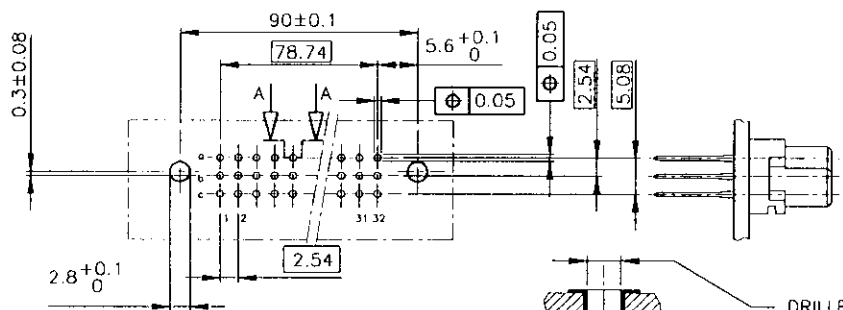 90±0.1
78.74
5.6 +0.1 0
0.3±0.08
A A
⌖ 0.05
⌖ 0.05
2.54
5.08
a
b
c
1 2 31 32
2.54
2.8 +0.1 0
DRILLE